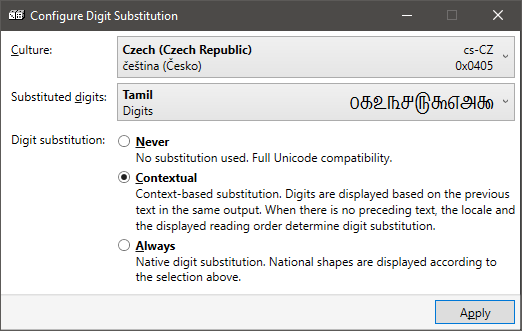 Configure Digit Substitution
Culture:
Czech (Czech Republic) cs-CZ
čeština (Česko) 0x0405
Substituted digits:
Tamil
Digits
௦௧௨௩௪௫௬௭௮௯
Digit substitution:
Never
No substitution used. Full Unicode compatibility.
Contextual
Context-based substitution. Digits are displayed based on the previous
text in the same output. When there is no preceding text, the locale and
the displayed reading order determine digit substitution.
Always
Native digit substitution. National shapes are displayed according to
the selection above.
Apply